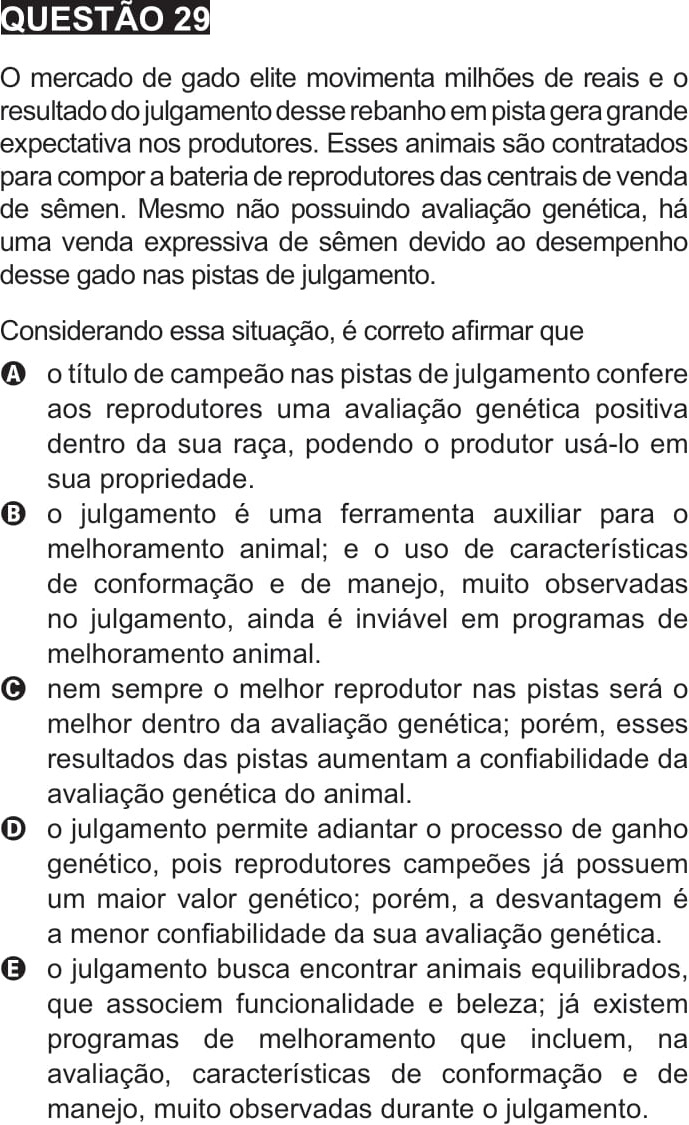 QUESTÃO 29
O mercado de gado elite movimenta milhões de reais e o
resultado do julgamento desse rebanho em pista gera grande
expectativa nos produtores. Esses animais são contratados
para compor a bateria de reprodutores das centrais de venda
de sêmen. Mesmo não possuindo avaliação genética, há
uma venda expressiva de sêmen devido ao desempenho
desse gado nas pistas de julgamento.
Considerando essa situação, é correto afirmar que
A o título de campeão nas pistas de julgamento confere
aos reprodutores uma avaliação genética positiva
dentro da sua raça, podendo o produtor usá-lo em
sua propriedade.
B o julgamento é uma ferramenta auxiliar para o
melhoramento animal; e o uso de características
de conformação e de manejo, muito observadas
no julgamento, ainda é inviável em programas de
melhoramento animal.
C nem sempre o melhor reprodutor nas pistas será o
melhor dentro da avaliação genética; porém, esses
resultados das pistas aumentam a confiabilidade da
avaliação genética do animal.
D o julgamento permite adiantar o processo de ganho
genético, pois reprodutores campeões já possuem
um maior valor genético; porém, a desvantagem é
a menor confiabilidade da sua avaliação genética.
E o julgamento busca encontrar animais equilibrados,
que associem funcionalidade e beleza; já existem
programas de melhoramento que incluem, na
avaliação, características de conformação e de
manejo, muito observadas durante o julgamento.